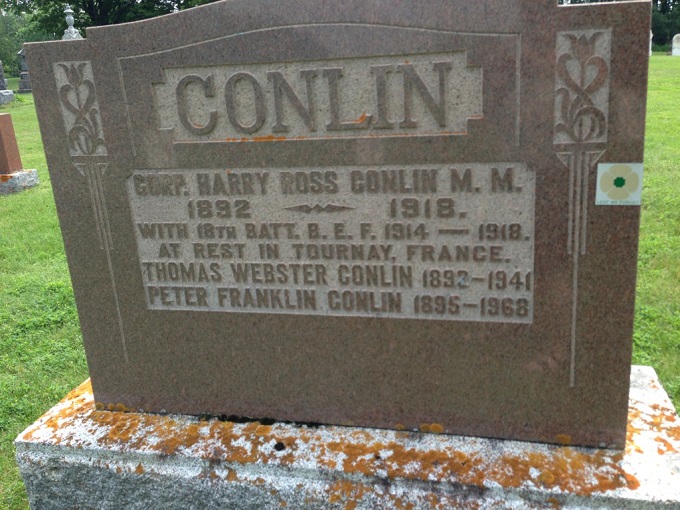 CONLIN
CORP. HARRY ROSS CONLIN M. M.
1892 1918.
WITH 18TH BATT. B. E. F. 1914 — 1918.
AT REST IN TOURNAY, FRANCE.
THOMAS WEBSTER CONLIN 1892-1941
PETER FRANKLIN CONLIN 1895-1968